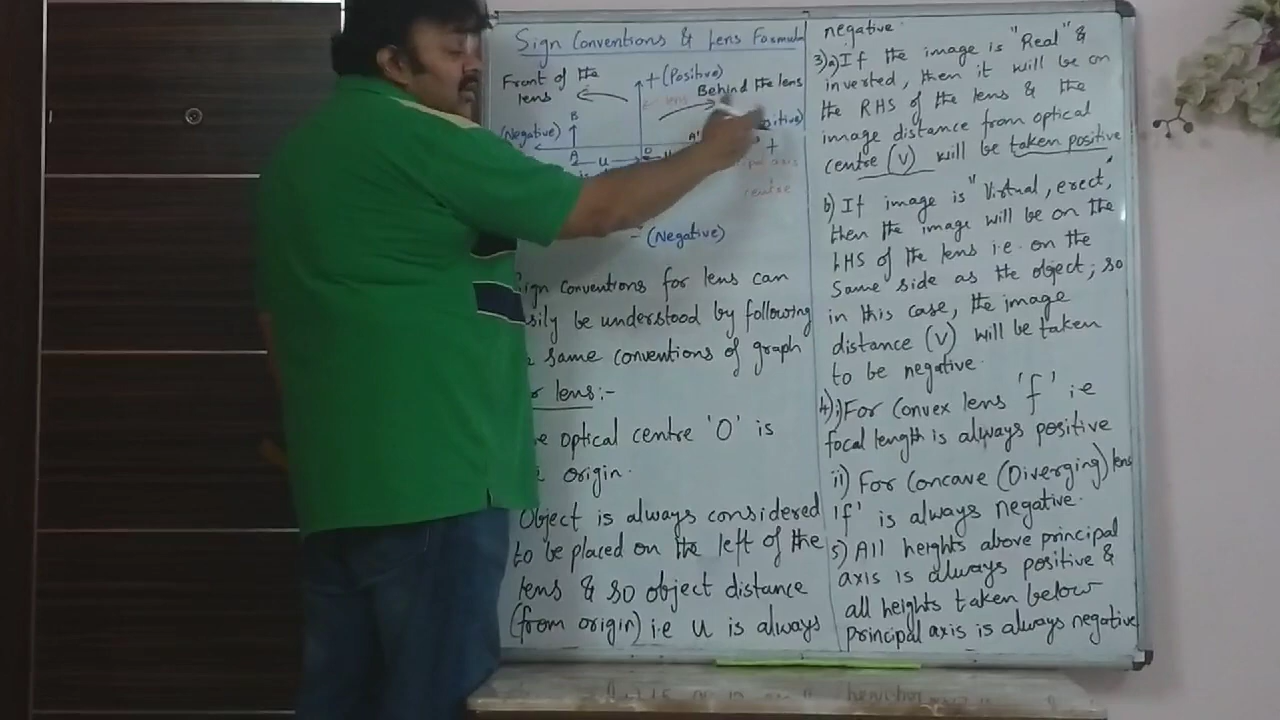 Sign Conventions & Lens Formula
Front of the
lens
+ (Positive)
Behind the lens
(Negative)
B
A'
A
u
O
+
axis
centre
- (Negative)
Sign conventions for lens can
be understood by following
same conventions of graph
lens:-
optical centre 'O' is
origin.
Object is always considered
to be placed on the left of the
lens & so object distance
(from origin) i.e u is always
negative.
3) a) If the image is "Real" &
inverted, then it will be on
the RHS of the lens & the
image distance from optical
centre (v) will be taken positive
b) If image is "Virtual, erect,"
then the image will be on the
LHS of the lens i.e. on the
Same side as the object; so
in this case, the image
distance (v) will be taken
to be negative.
4) i) For Convex lens 'f' i.e
focal length is always positive
ii) For Concave (Diverging) lens
'f' is always negative.
5) All heights above principal
axis is always positive &
all heights taken below
principal axis is always negative